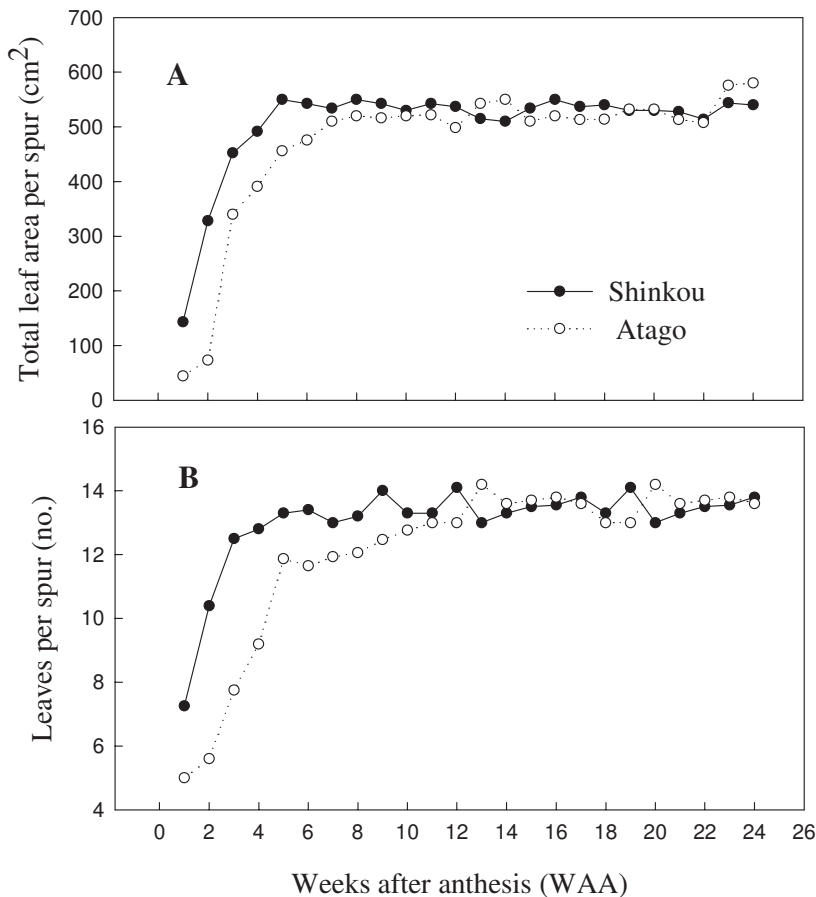 Total leaf area per spur (cm²)
700
600
500
400
300
200
100
0
A
Shinkou
Atago
Leaves per spur (no.)
16
14
12
10
8
6
4
B
0 2 4 6 8 10 12 14 16 18 20 22 24 26
Weeks after anthesis (WAA)